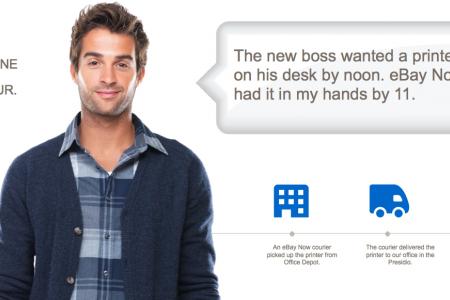 NE
UR.
The new boss wanted a printe
on his desk by noon. eBay No
had it in my hands by 11.
An eBay Now courier
picked up the printer from
Office Depot.
The courier delivered the
printer to our office in the
Presidio.